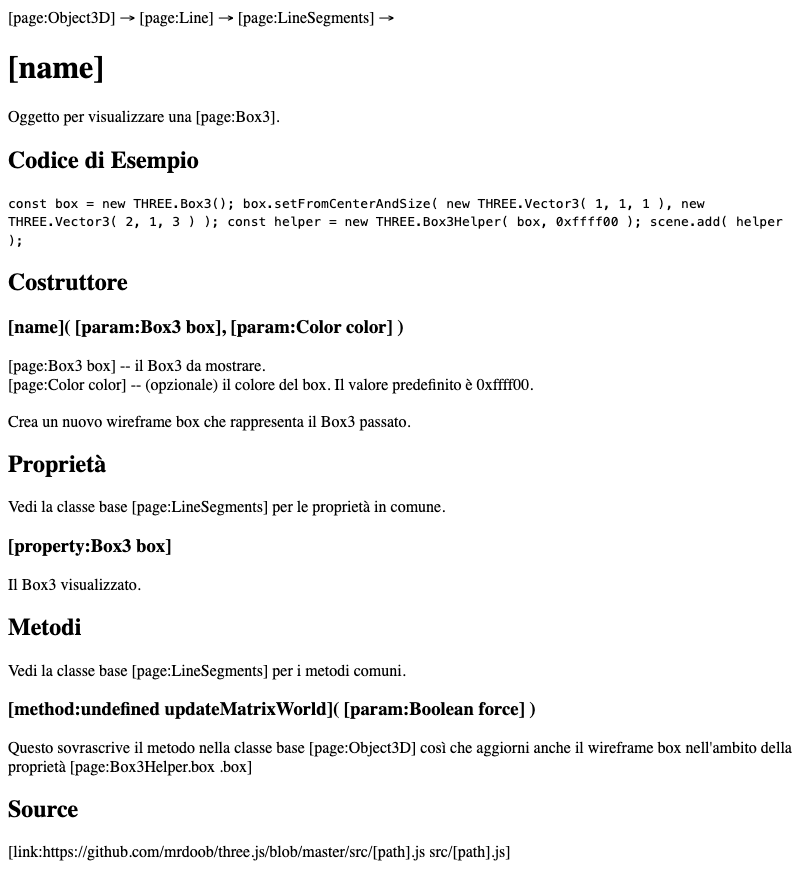 [page:Object3D] → [page:Line] → [page:LineSegments] →
[name]
Oggetto per visualizzare una [page:Box3].
Codice di Esempio
const box = new THREE.Box3(); box.setFromCenterAndSize( new THREE.Vector3( 1, 1, 1 ), new
THREE.Vector3( 2, 1, 3 ) ); const helper = new THREE.Box3Helper( box, 0xffff00 ); scene.add( helper
);
Costruttore
[name]( [param:Box3 box], [param:Color color] )
[page:Box3 box] -- il Box3 da mostrare.
[page:Color color] -- (opzionale) il colore del box. Il valore predefinito è 0xffff00.
Crea un nuovo wireframe box che rappresenta il Box3 passato.
Proprietà
Vedi la classe base [page:LineSegments] per le proprietà in comune.
[property:Box3 box]
Il Box3 visualizzato.
Metodi
Vedi la classe base [page:LineSegments] per i metodi comuni.
[method:undefined updateMatrixWorld]( [param:Boolean force] )
Questo sovrascrive il metodo nella classe base [page:Object3D] così che aggiorni anche il wireframe box nell'ambito della
proprietà [page:Box3Helper.box .box]
Source
[link:https://github.com/mrdoob/three.js/blob/master/src/[path].js src/[path].js]